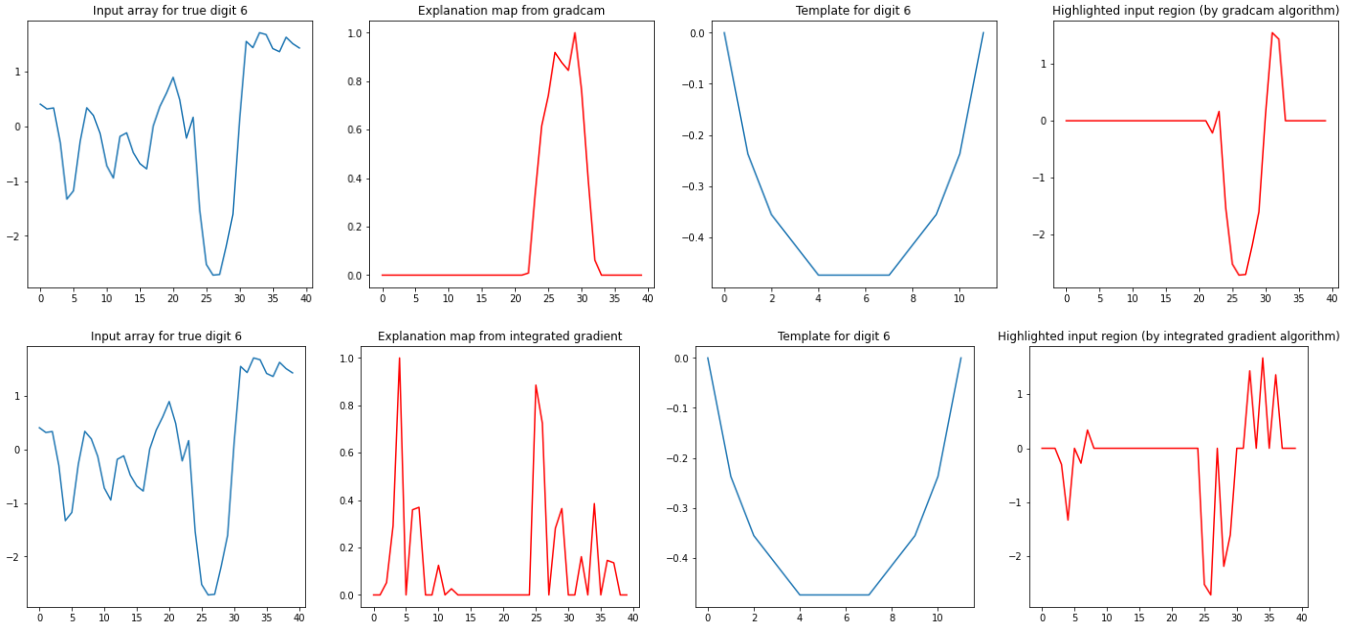 Input array for true digit 6
1
0
−1
−2
0 5 10 15 20 25 30 35 40
Explanation map from gradcam
1.0
0.8
0.6
0.4
0.2
0.0
0 5 10 15 20 25 30 35 40
Template for digit 6
0.0
−0.1
−0.2
−0.3
−0.4
0 2 4 6 8 10
Highlighted input region (by gradcam algorithm)
1
0
−1
−2
0 5 10 15 20 25 30 35 40
Input array for true digit 6
1
0
−1
−2
0 5 10 15 20 25 30 35 40
Explanation map from integrated gradient
1.0
0.8
0.6
0.4
0.2
0.0
0 5 10 15 20 25 30 35 40
Template for digit 6
0.0
−0.1
−0.2
−0.3
−0.4
0 2 4 6 8 10
Highlighted input region (by integrated gradient algorithm)
1
0
−1
−2
0 5 10 15 20 25 30 35 40